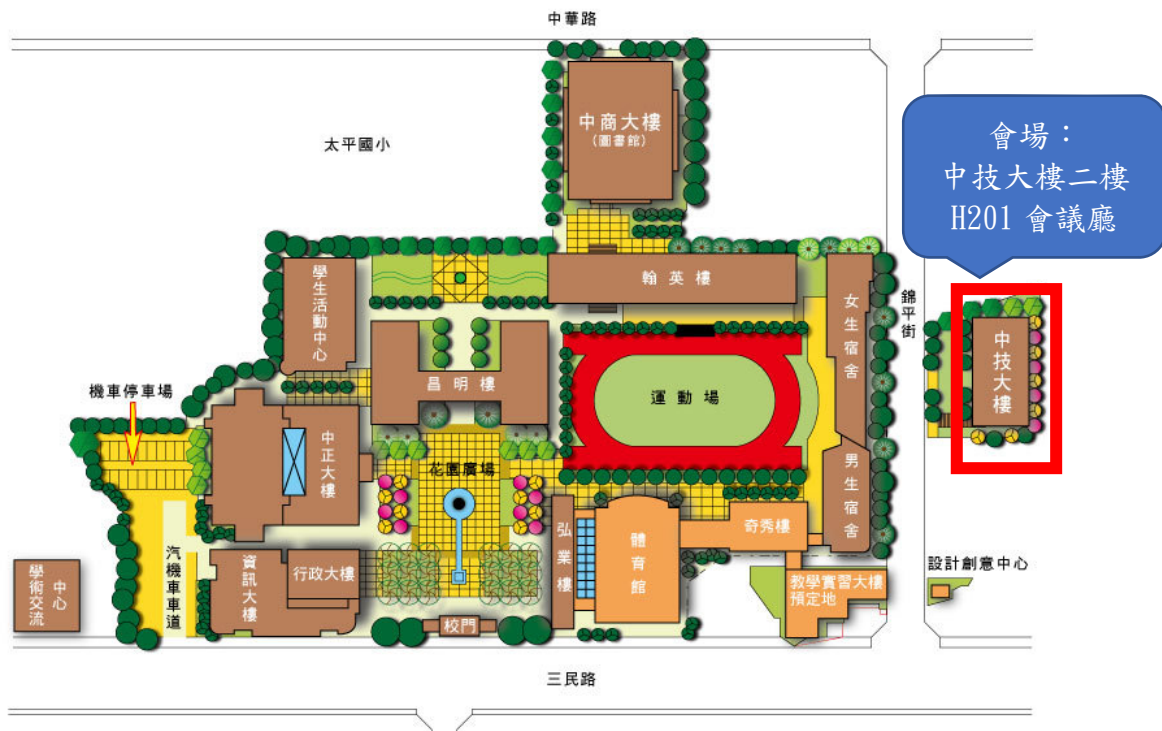 中華路
太平國小
中商大樓
(圖書館)
會場：
中技大樓二樓
H201 會議廳
學生活動中心
翰英樓
女生宿舍
錦平街
中技大樓
機車停車場
昌明樓
運動場
中正大樓
花園廣場
男生宿舍
弘業樓
體育館
奇秀樓
汽機車車道
資訊大樓
行政大樓
學術交流
中心
教學實習大樓
預定地
設計創意中心
校門
三民路